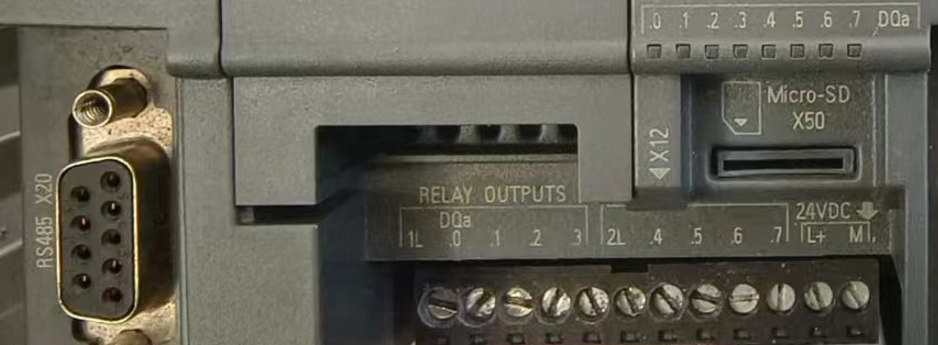 .0 .1 .2 .3 .4 .5 .6 .7 DQa
Micro-SD
X50
X12
RS485 X20
RELAY OUTPUTS
DQa
1L .0 .1 .2 3
2L .4 .5 .6 .7
24VDC
L+ M